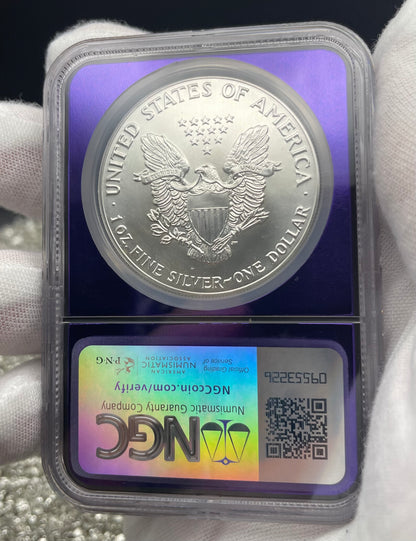 UNITED STATES OF AMERICA
1 OZ. FINE SILVER~ONE DOLLAR
NGC
Numismatic Guaranty Company
NGCcoin.com/verify
Official Grading
Service of
AMERICAN
NUMISMATIC
ASSOCIATION
PNG